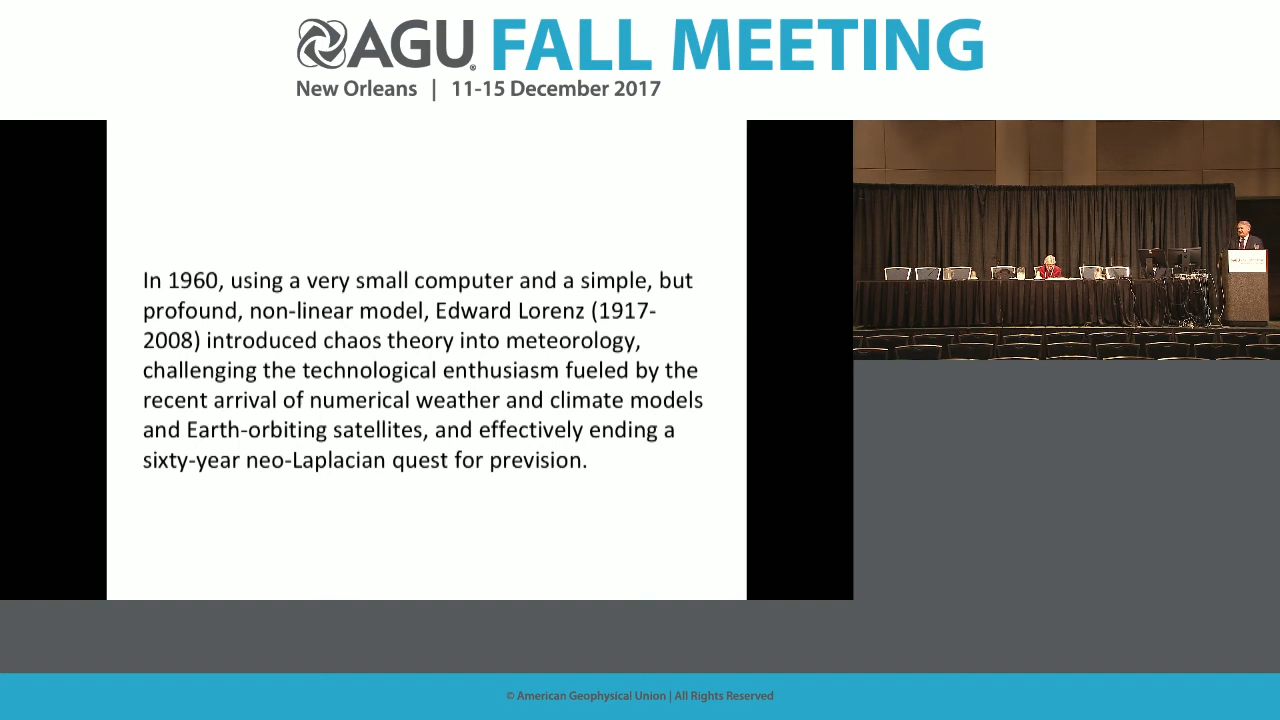 AGU FALL MEETING
New Orleans | 11-15 December 2017
In 1960, using a very small computer and a simple, but
profound, non-linear model, Edward Lorenz (1917-
2008) introduced chaos theory into meteorology,
challenging the technological enthusiasm fueled by the
recent arrival of numerical weather and climate models
and Earth-orbiting satellites, and effectively ending a
sixty-year neo-Laplacian quest for prevision.
© American Geophysical Union | All Rights Reserved